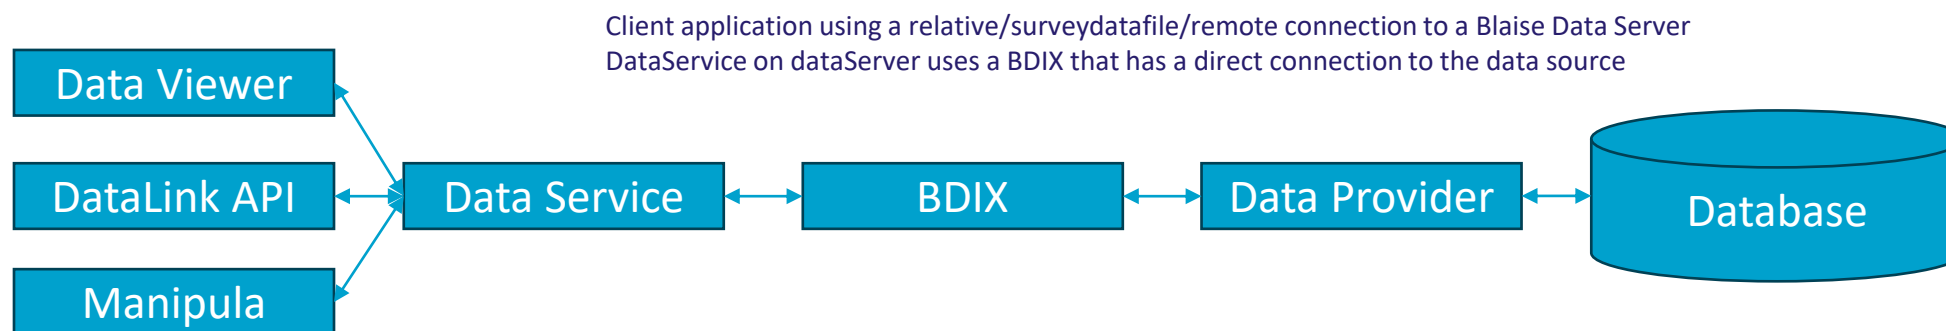 Client application using a relative/surveydatafile/remote connection to a Blaise Data Server
DataService on dataServer uses a BDIX that has a direct connection to the data source
Data Viewer
DataLink API
Data Service
BDIX
Data Provider
Database
Manipula